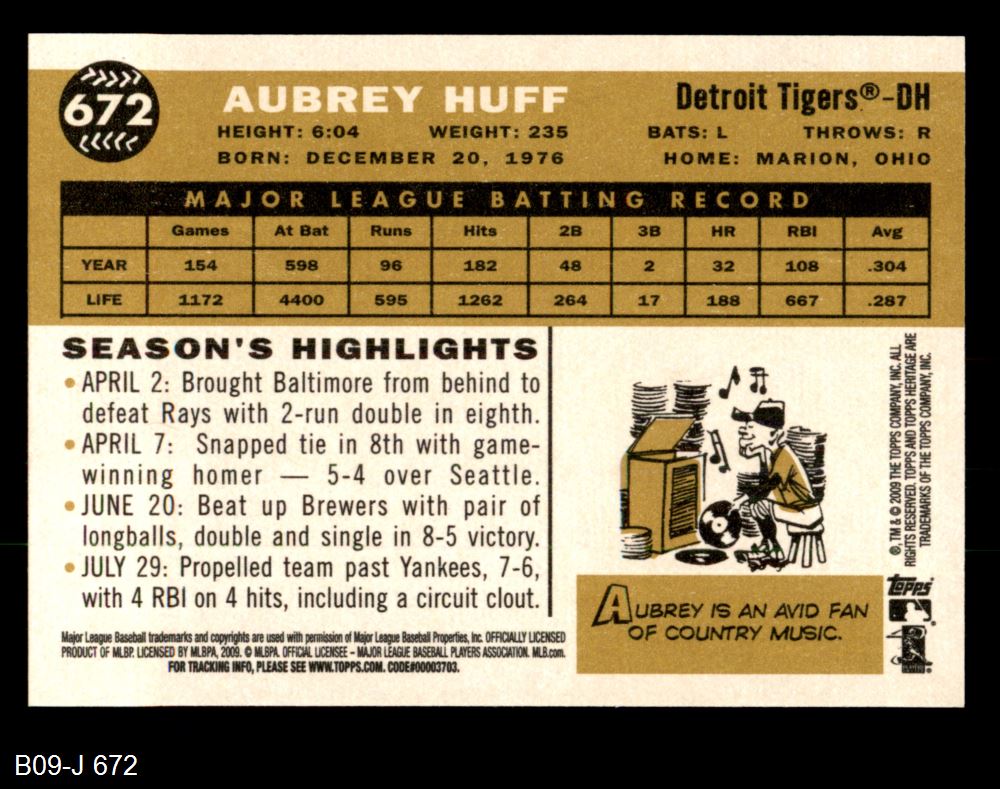 672
AUBREY HUFF
Detroit Tigers®-DH
HEIGHT: 6:04 WEIGHT: 235 BATS: L THROWS: R
BORN: DECEMBER 20, 1976 HOME: MARION, OHIO
MAJOR LEAGUE BATTING RECORD
Games At Bat Runs Hits 2B 3B HR RBI Avg
YEAR 154 598 96 182 48 2 32 108 .304
LIFE 1172 4400 595 1262 264 17 188 667 .287
SEASON'S HIGHLIGHTS
• APRIL 2: Brought Baltimore from behind to
defeat Rays with 2-run double in eighth.
• APRIL 7: Snapped tie in 8th with game-
winning homer — 5-4 over Seattle.
• JUNE 20: Beat up Brewers with pair of
longballs, double and single in 8-5 victory.
• JULY 29: Propelled team past Yankees, 7-6,
with 4 RBI on 4 hits, including a circuit clout.
Major League Baseball trademarks and copyrights are used with permission of Major League Baseball Properties, Inc. OFFICIALLY LICENSED
PRODUCT OF MLBP. LICENSED BY MLBPA, 2009. © MLBPA. OFFICIAL LICENSEE – MAJOR LEAGUE BASEBALL PLAYERS ASSOCIATION. MLB.com.
FOR TRACKING INFO, PLEASE SEE WWW.TOPPS.COM. CODE#00003703.
AUBREY IS AN AVID FAN
OF COUNTRY MUSIC.
®, TM & © 2009 THE TOPPS COMPANY, INC. ALL
RIGHTS RESERVED. TOPPS AND TOPPS HERITAGE ARE
TRADEMARKS OF THE TOPPS COMPANY, INC.
topps
B09-J 672